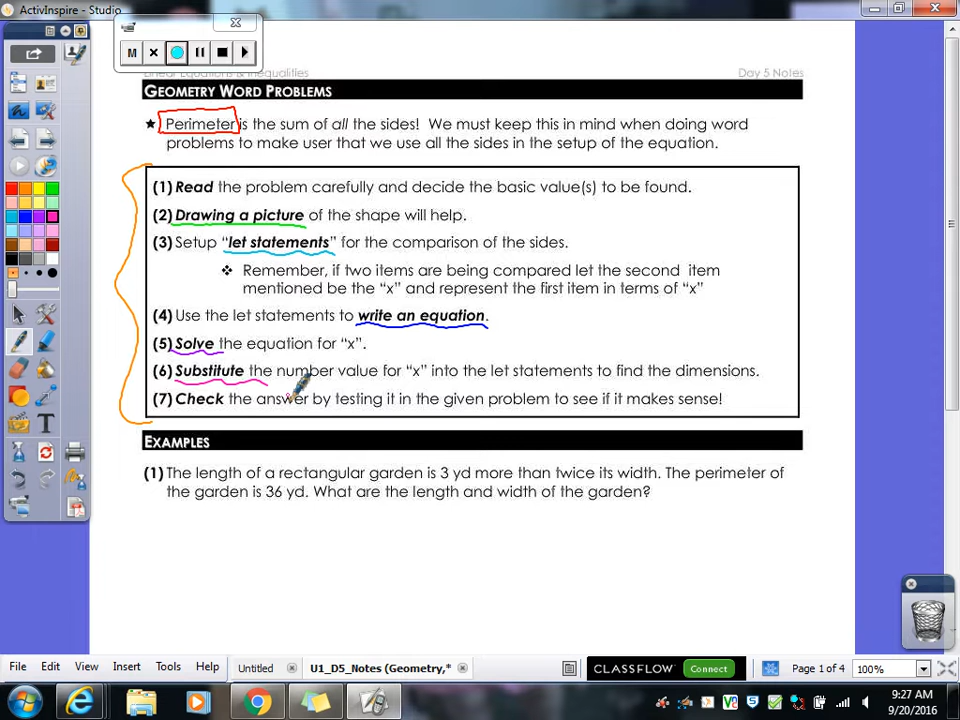 ActivInspire - Studio
M
Linear Equations & Inequalities Day 5 Notes
GEOMETRY WORD PROBLEMS
★ Perimeter is the sum of all the sides! We must keep this in mind when doing word
problems to make user that we use all the sides in the setup of the equation.
(1) Read the problem carefully and decide the basic value(s) to be found.
(2) Drawing a picture of the shape will help.
(3) Setup "let statements" for the comparison of the sides.
❖ Remember, if two items are being compared let the second item
mentioned be the "x" and represent the first item in terms of "x"
(4) Use the let statements to write an equation.
(5) Solve the equation for "x".
(6) Substitute the number value for "x" into the let statements to find the dimensions.
(7) Check the answer by testing it in the given problem to see if it makes sense!
EXAMPLES
(1) The length of a rectangular garden is 3 yd more than twice its width. The perimeter of
the garden is 36 yd. What are the length and width of the garden?
File Edit View Insert Tools Help Untitled U1_D5_Notes (Geometry,* CLASSFLOW Connect Page 1 of 4 100%
9:27 AM
9/20/2016